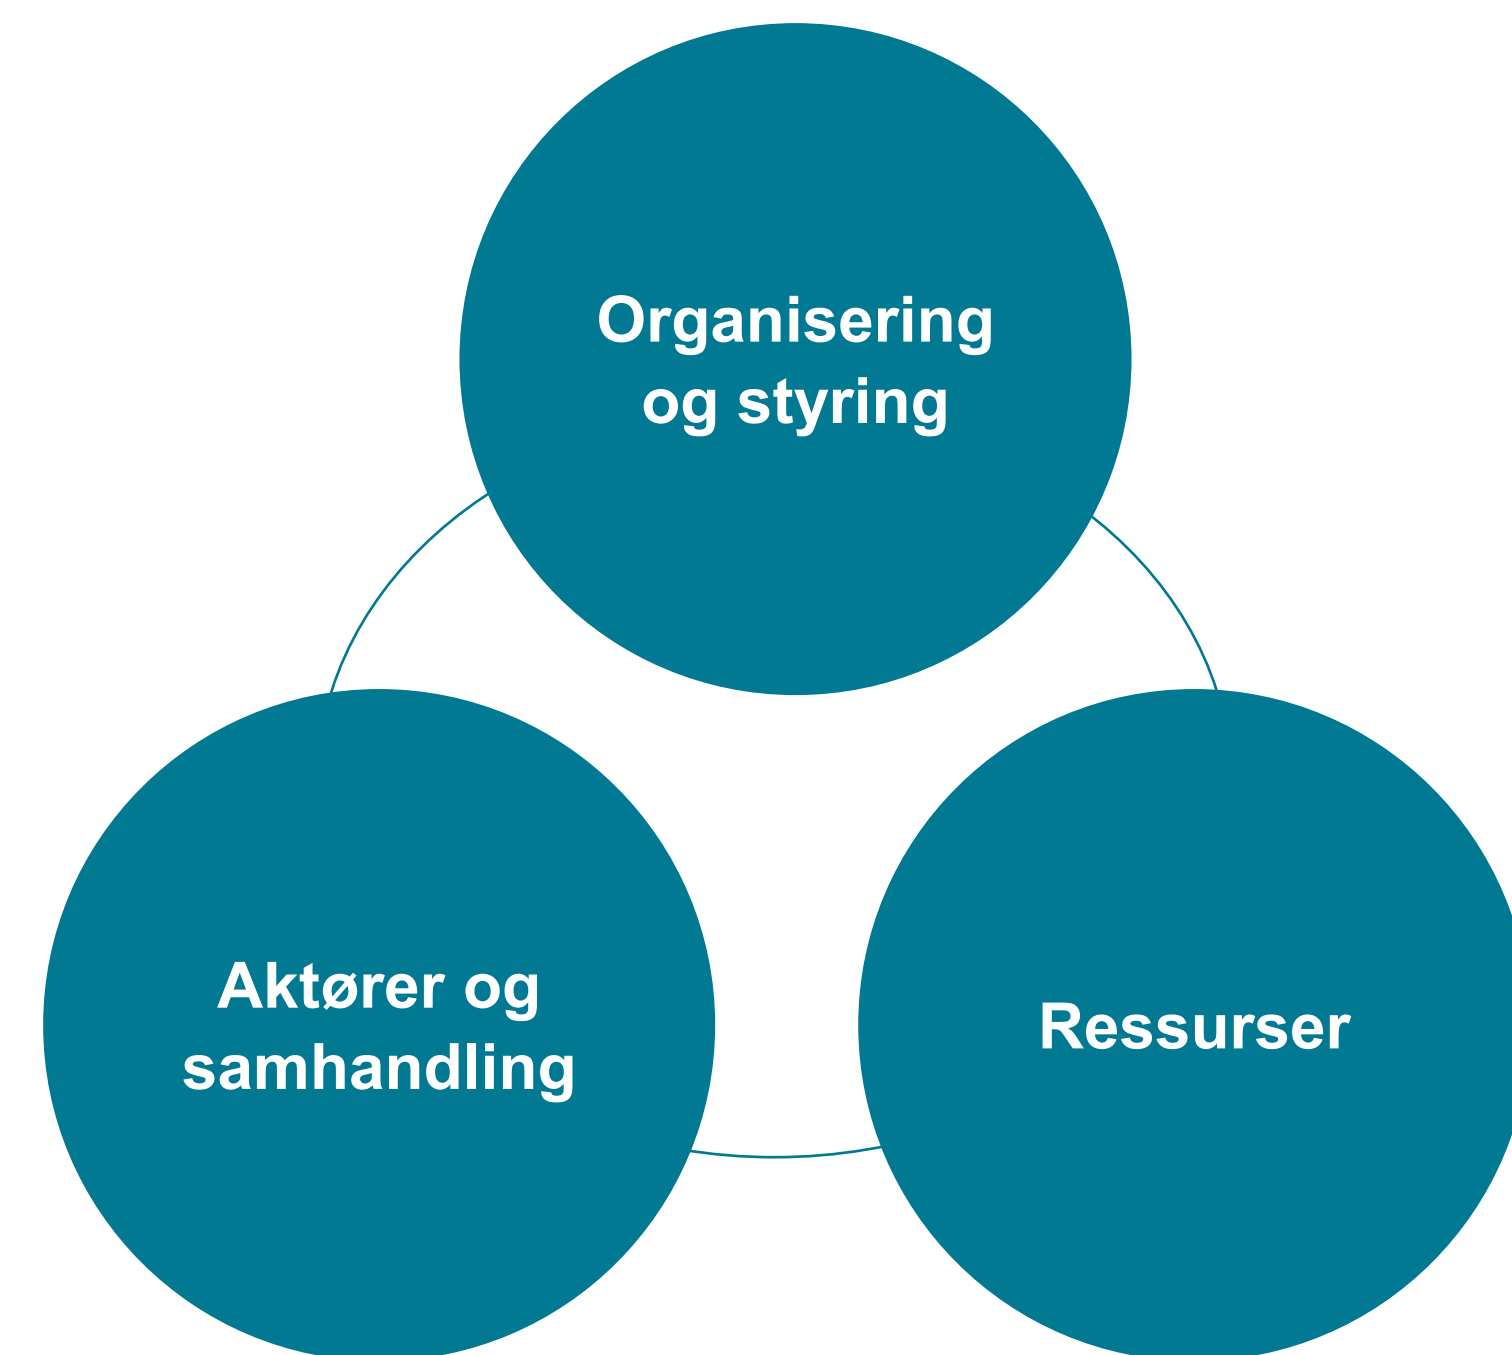 Organisering
og styring
Aktører og
samhandling
Ressurser